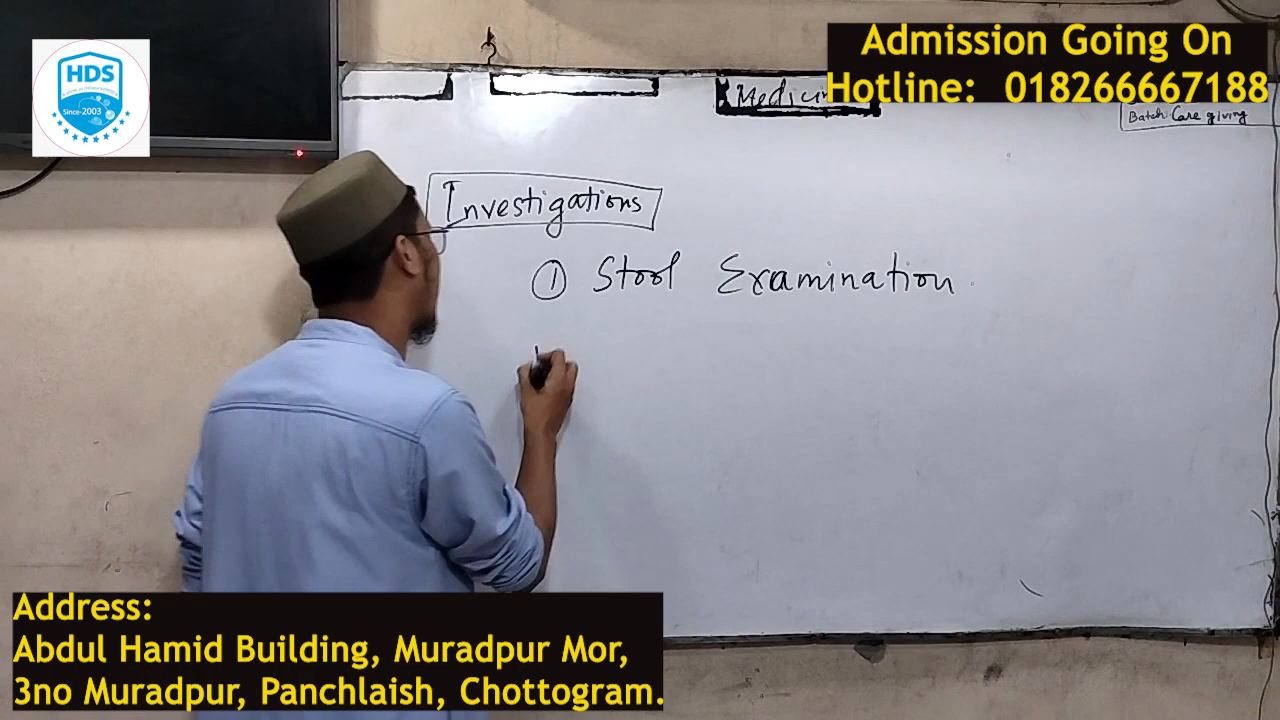 Admission Going On
Hotline: 018266667188
HDS
Since-2003
Medicin
Batch: Care giving
Investigations
① Stool Examination
Address:
Abdul Hamid Building, Muradpur Mor,
3no Muradpur, Panchlaish, Chottogram.